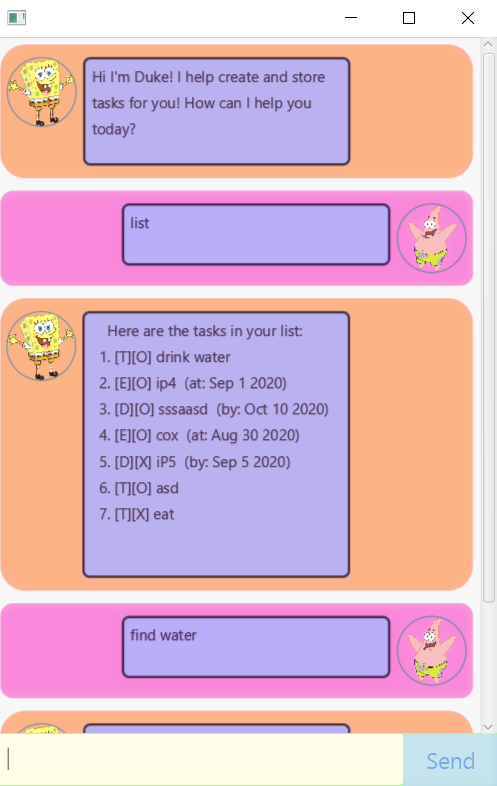 Hi I'm Duke! I help create and store
tasks for you! How can I help you
today?
list
Here are the tasks in your list:
1. [T][O] drink water
2. [E][O] ip4  (at: Sep 1 2020)
3. [D][O] sssaasd  (by: Oct 10 2020)
4. [E][O] cox  (at: Aug 30 2020)
5. [D][X] iP5  (by: Sep 5 2020)
6. [T][O] asd
7. [T][X] eat
find water
Send